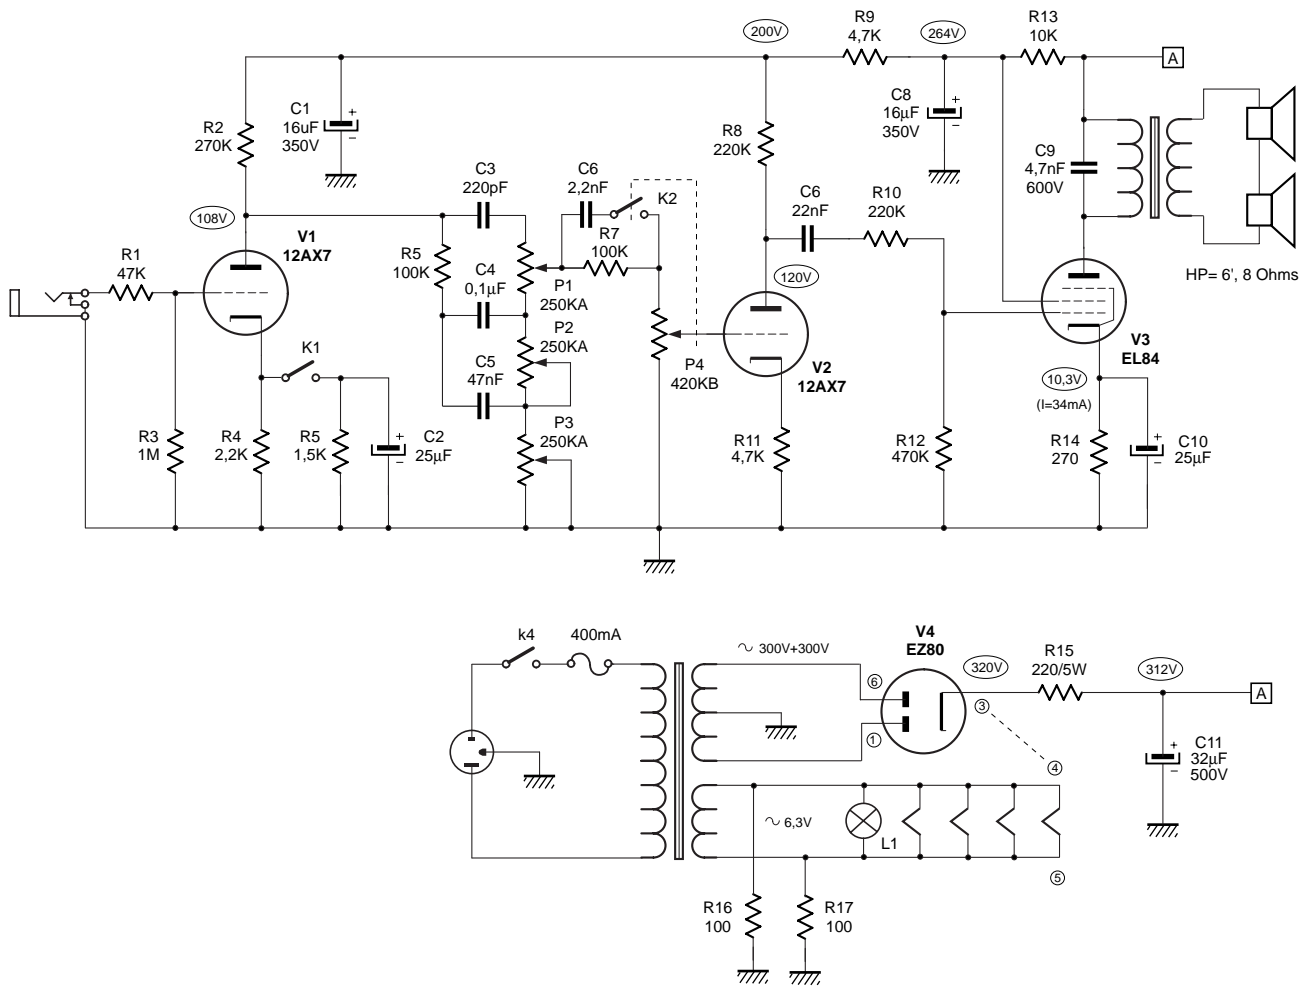 R9
4,7K
R13
10K
200V
264V
A
C1
16uF
350V
+
−
R2
270K
R8
220K
C8
16µF
350V
+
−
C9
4,7nF
600V
C3
220pF
C6
2,2nF
K2
C6
22nF
R10
220K
108V
V1
12AX7
R1
47K
R5
100K
R7
100K
C4
0,1µF
P1
250KA
120V
HP= 6', 8 Ohms
P2
250KA
V3
EL84
K1
C5
47nF
P4
420KB
V2
12AX7
10,3V
(I=34mA)
P3
250KA
R3
1M
R4
2,2K
R5
1,5K
+
−
C2
25µF
R11
4,7K
R12
470K
R14
270
+
−
C10
25µF
k4
400mA
300V+300V
V4
EZ80
6
1
320V
3
R15
220/5W
312V
A
4
+
−
C11
32µF
500V
6,3V
L1
5
R16
100
R17
100